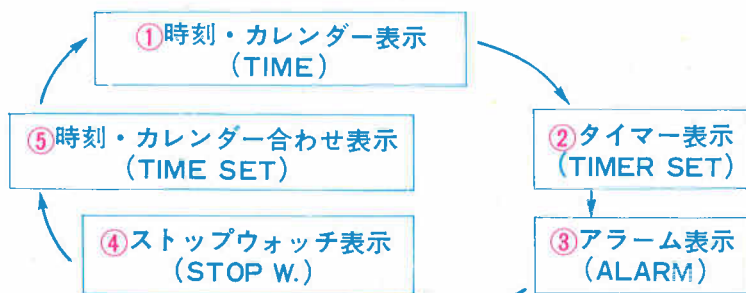 ①時刻・カレンダー表示
(TIME)
②タイマー表示
(TIMER SET)
③アラーム表示
(ALARM)
④ストップウォッチ表示
(STOP W.)
⑤時刻・カレンダー合わせ表示
(TIME SET)